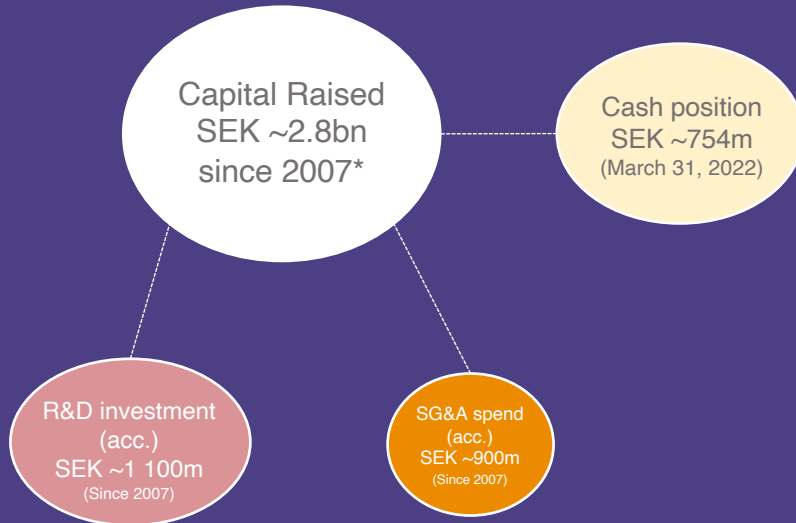 Capital Raised
SEK ~2.8bn
since 2007*
Cash position
SEK ~754m
(March 31, 2022)
R&D investment
(acc.)
SEK ~1 100m
(Since 2007)
SG&A spend
(acc.)
SEK ~900m
(Since 2007)